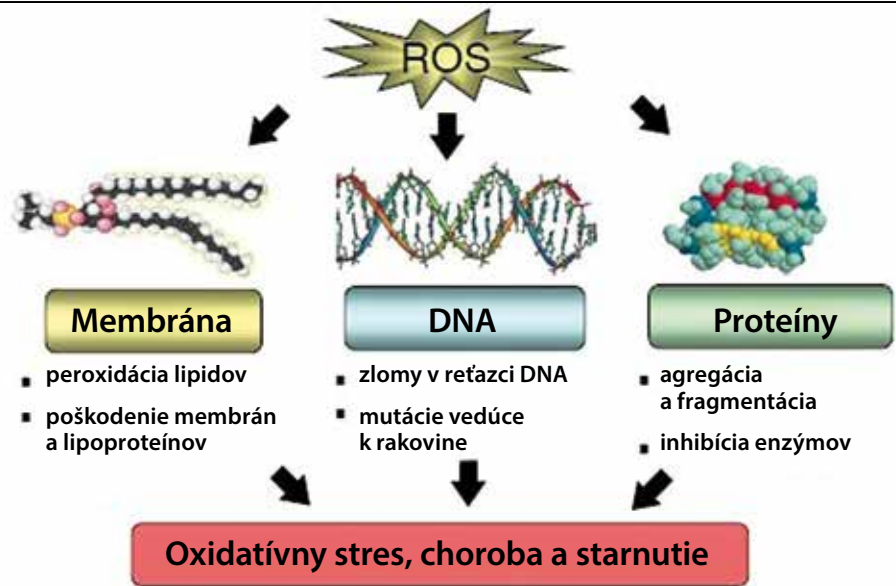 ROS
Membrána
peroxidácia lipidov
poškodenie membrán
a lipoproteínov
DNA
zlomy v reťazci DNA
mutácie vedúce
k rakovine
Proteíny
agregácia
a fragmentácia
inhibícia enzýmov
Oxidatívny stres, choroba a starnutie